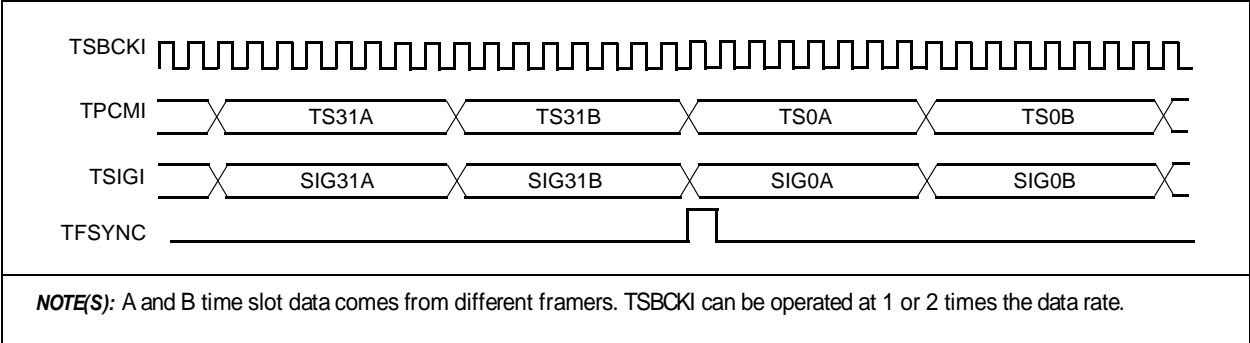 TSBCKI
TPCMI TS31A TS31B TS0A TS0B
TSIGI SIG31A SIG31B SIG0A SIG0B
TFSYNC
NOTE(S): A and B time slot data comes from different framers. TSBCKI can be operated at 1 or 2 times the data rate.